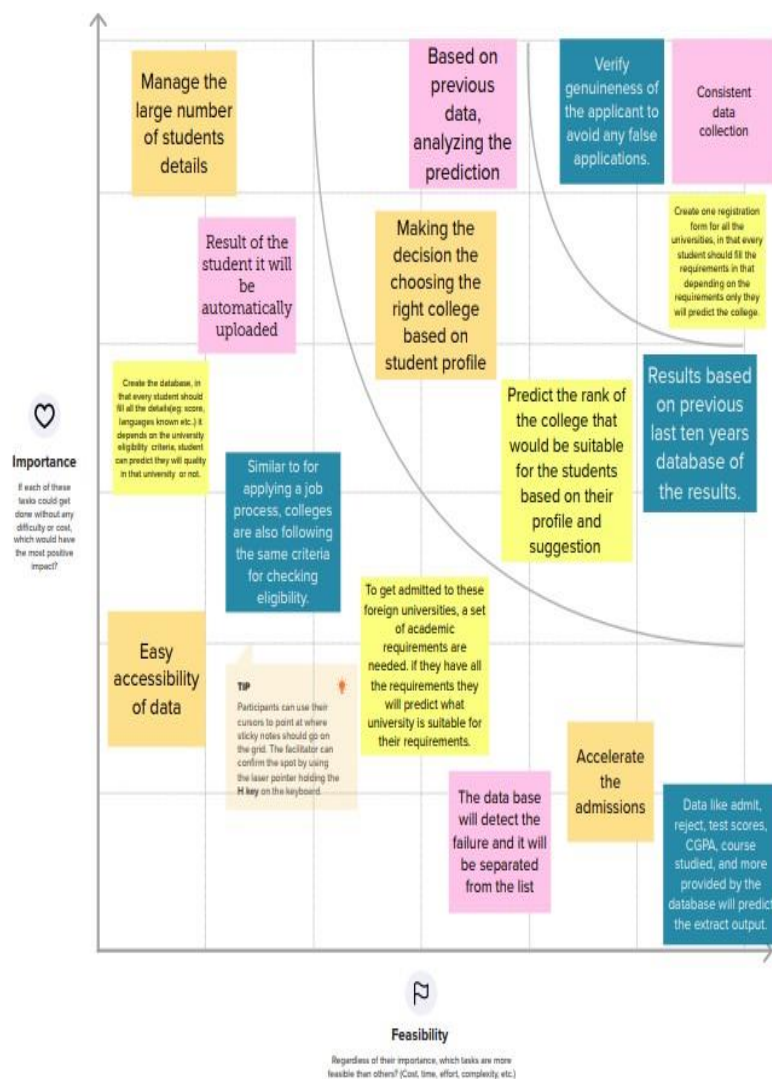 Manage the
large number
of students
details
Based on
previous
data,
analyzing the
prediction
Verify
genuineness of
the applicant to
avoid any false
applications.
Consistent
data
collection
Result of the
student it will
be
automatically
uploaded
Making the
decision the
choosing the
right college
based on
student profile
Create one registration
form for all the
universities, in that every
student should fill the
requirements in that
depending on the
requirements only they
will predict the college.
Create the database, in
that every student should
fill all the details(eg: score,
languages known etc..) it
depends on the university
eligibility criteria, student
can predict they will quality
in that university or not.
Similar to for
applying a job
process, colleges
are also following
the same criteria
for checking
eligibility.
Predict the rank of
the college that
would be suitable
for the students
based on their
profile and
suggestion
Results based
on previous
last ten years
database of
the results.
Importance
If each of these
tasks could get
done without any
difficulty or cost,
which would have
the most positive
impact?
Easy
accessibility
of data
TIP
Participants can use their
cursors to point at where
sticky notes should go on
the grid. The facilitator can
confirm the spot by using
the laser pointer holding the
H key on the keyboard.
To get admitted to these
foreign universities, a set
of academic
requirements are
needed. if they have all
the requirements they
will predict what
university is suitable for
their requirements.
The data base
will detect the
failure and it will
be separated
from the list
Accelerate
the
admissions
Data like admit,
reject, test scores,
CGPA, course
studied, and more
provided by the
database will predict
the extract output.
Feasibility
Regardless of their importance, which tasks are more
feasible than others? (Cost, time, effort, complexity, etc.)